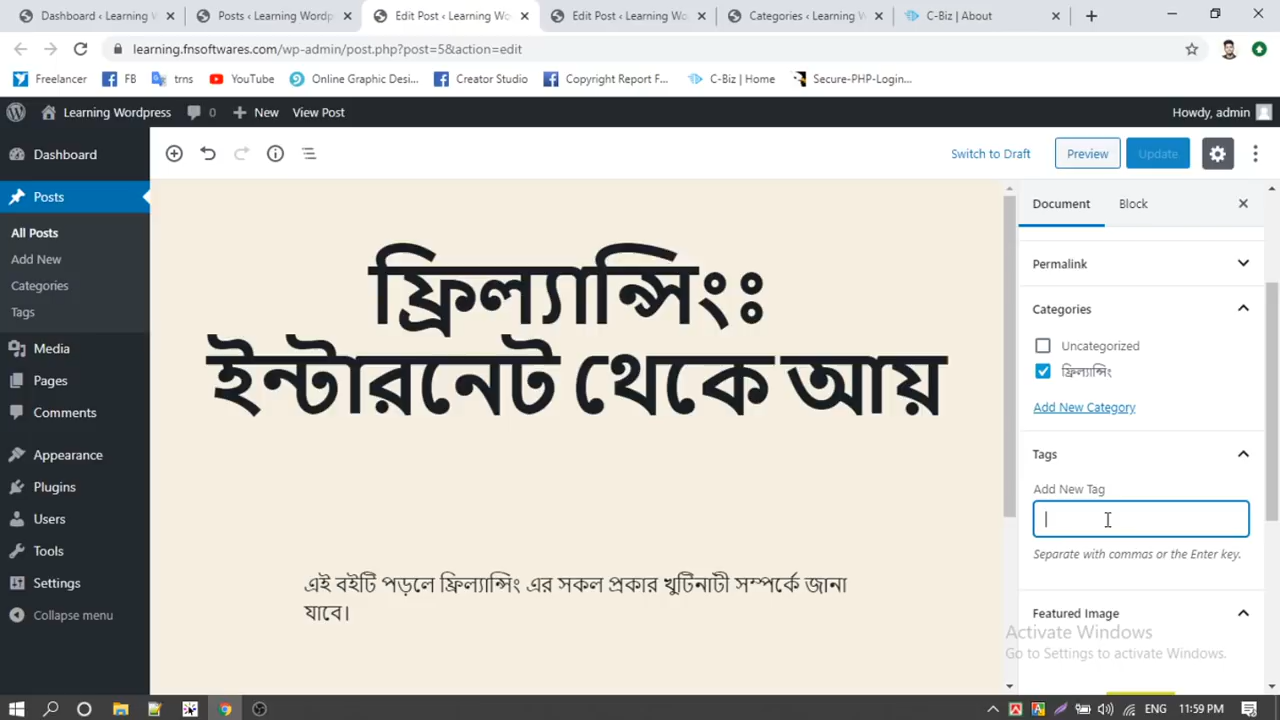 Dashboard ‹ Learning W
Posts ‹ Learning Wordp
Edit Post ‹ Learning Wo
Edit Post ‹ Learning Wo
Categories ‹ Learning W
C-Biz | About
learning.fnsoftwares.com/wp-admin/post.php?post=5&action=edit
Freelancer
FB
trns
YouTube
Online Graphic Desi...
Creator Studio
Copyright Report F...
C-Biz | Home
Secure-PHP-Login...
Learning Wordpress
0
New
View Post
Howdy, admin
Dashboard
Posts
All Posts
Add New
Categories
Tags
Media
Pages
Comments
Appearance
Plugins
Users
Tools
Settings
Collapse menu
Switch to Draft
Preview
Update
ফ্রিল্যান্সিংঃ
ইন্টারনেট থেকে আয়
এই বইটি পড়লে ফ্রিল্যান্সিং এর সকল প্রকার খুটিনাটী সম্পর্কে জানা
যাবে।
Document
Block
Permalink
Categories
Uncategorized
ফ্রিল্যান্সিং
Add New Category
Tags
Add New Tag
Separate with commas or the Enter key.
Featured Image
Activate Windows
Go to Settings to activate Windows.
ENG
11:59 PM